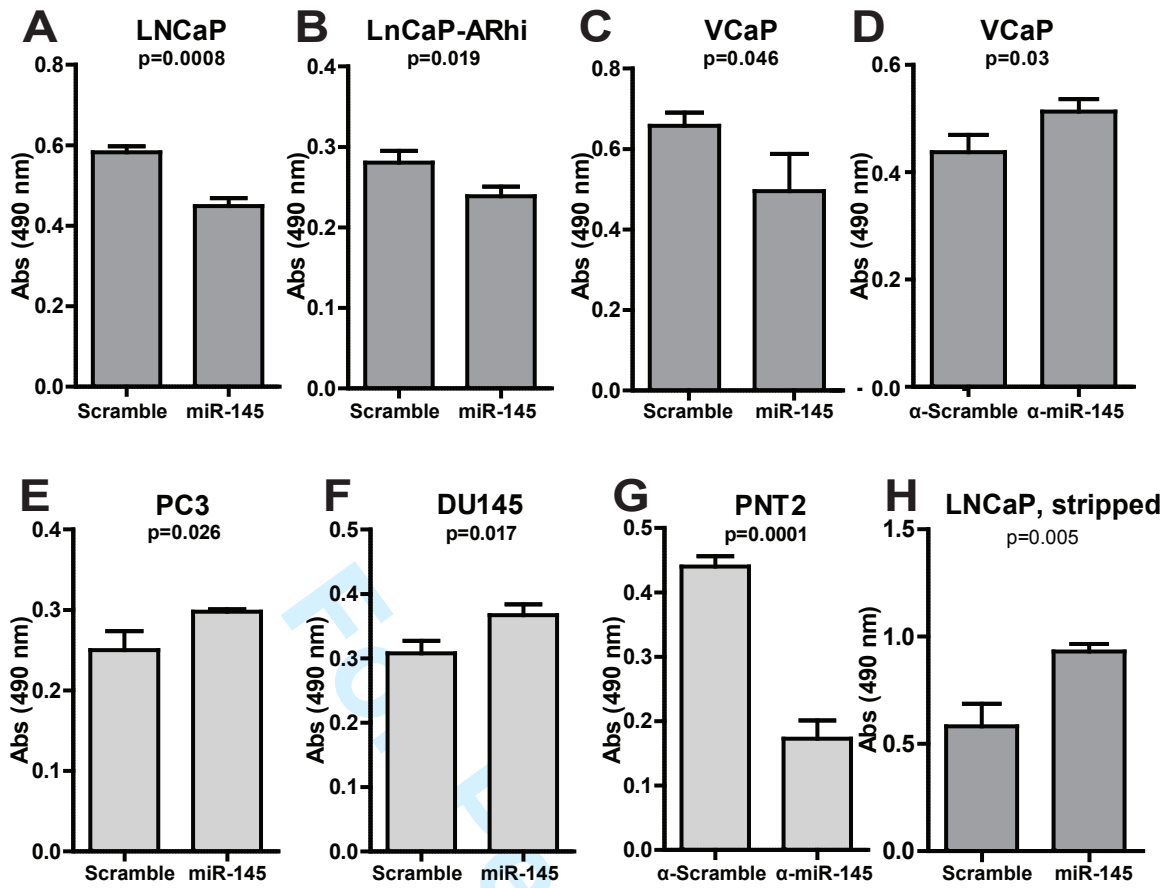 A
LNCaP
p=0.0008
Abs (490 nm)
0.8
0.6
0.4
0.2
0.0
Scramble miR-145
B
LnCaP-ARhi
p=0.019
Abs (490 nm)
0.4
0.3
0.2
0.1
0.0
Scramble miR-145
C
VCaP
p=0.046
Abs (490 nm)
0.8
0.6
0.4
0.2
0.0
Scramble miR-145
D
VCaP
p=0.03
Abs (490 nm)
0.6
0.4
0.2
- 0.0
α-Scramble α-miR-145
E
PC3
p=0.026
Abs (490 nm)
0.4
0.3
0.2
0.1
0.0
Scramble miR-145
F
DU145
p=0.017
Abs (490 nm)
0.5
0.4
0.3
0.2
0.1
0.0
Scramble miR-145
G
PNT2
p=0.0001
Abs (490 nm)
0.5
0.4
0.3
0.2
0.1
0.0
α-Scramble α-miR-145
H
LNCaP, stripped
p=0.005
Abs (490 nm)
1.5
1.0
0.5
0.0
Scramble miR-145
For